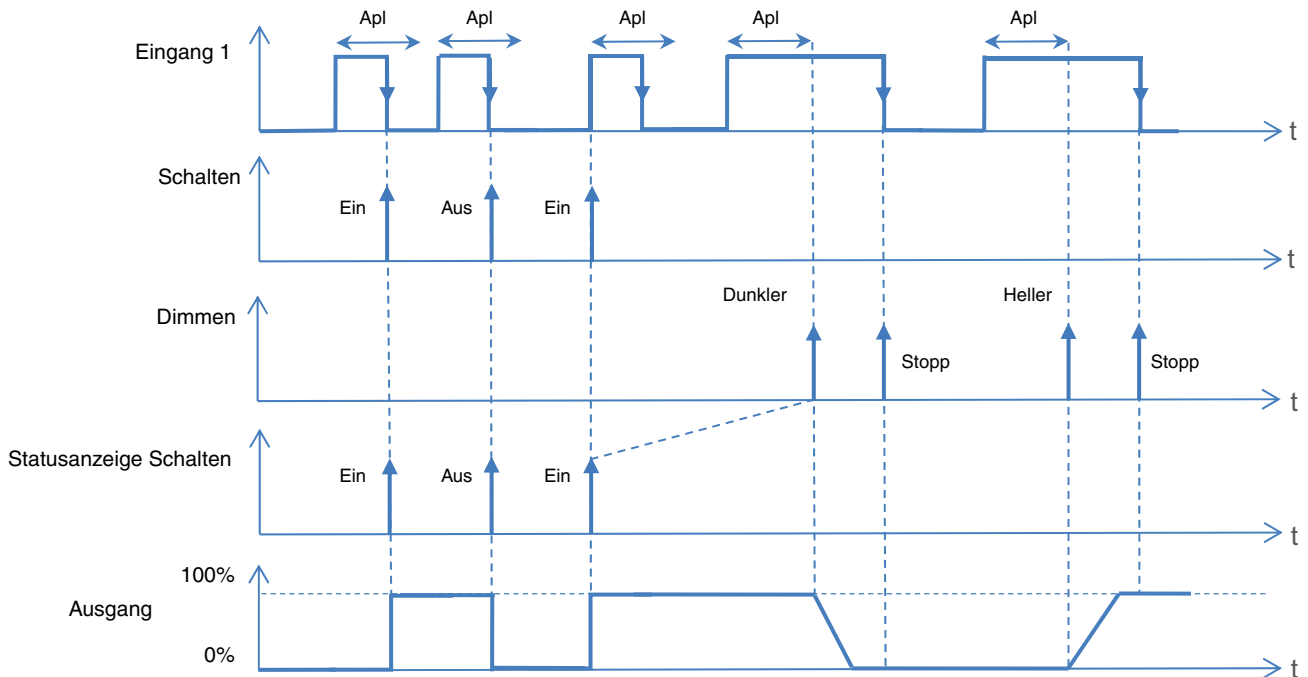 Apl Apl Apl Apl Apl
Eingang 1
t
Schalten
Ein Aus Ein
t
Dunkler Heller
Dimmen
Stopp Stopp
t
Statusanzeige Schalten
Ein Aus Ein
t
100%
Ausgang
0%
t